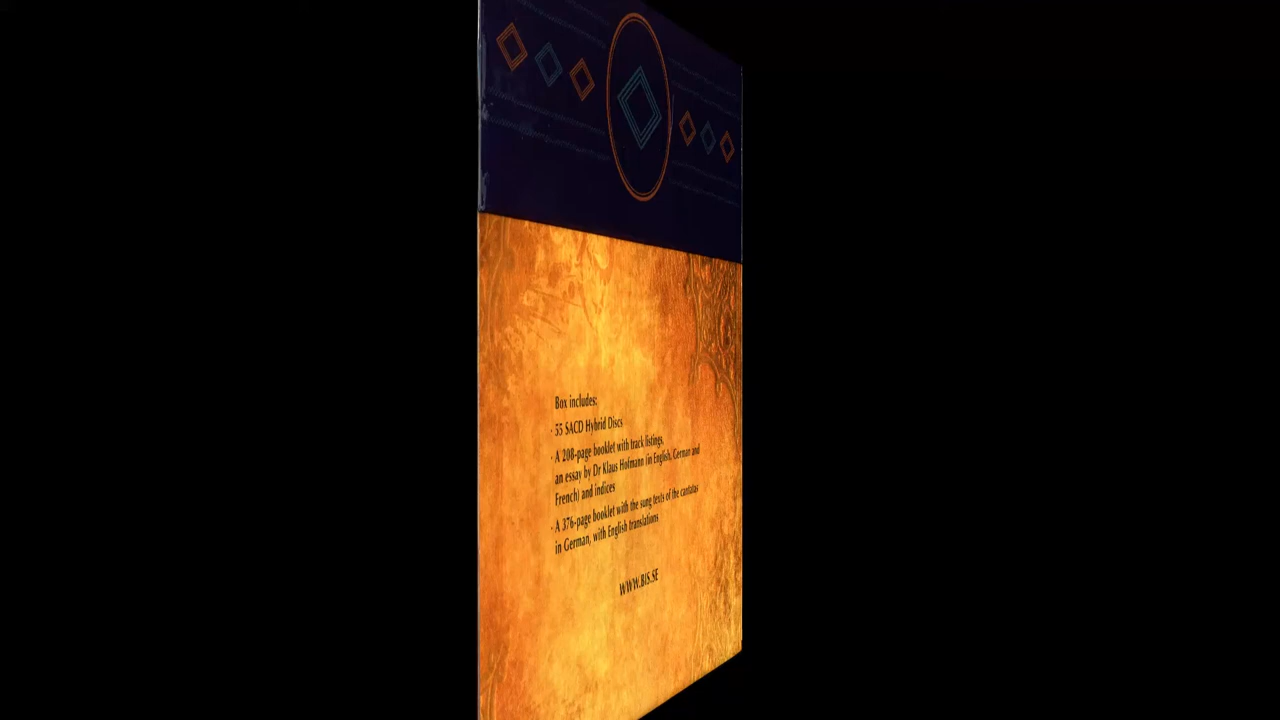 Box includes:
· 55 SACD Hybrid Discs
· A 208-page booklet with track listings,
an essay by Dr Klaus Hofmann (in English, German and
French) and indices
· A 376-page booklet with the sung texts of the cantatas
in German, with English translations
WWW.BIS.SE